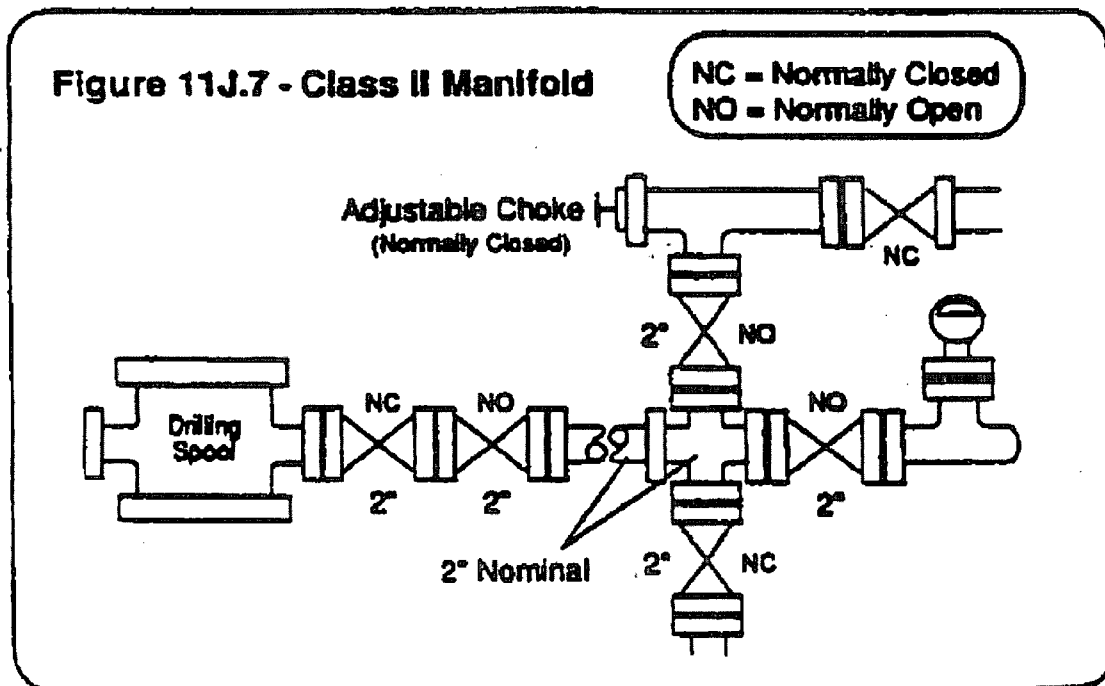 Figure 11J.7 - Class II Manifold
NC = Normally Closed
NO = Normally Open
Adjustable Choke
(Normally Closed)
NC
2" NO
Drilling
Spool
NC
NO
NO
2"
2"
2"
2" Nominal
2" NC